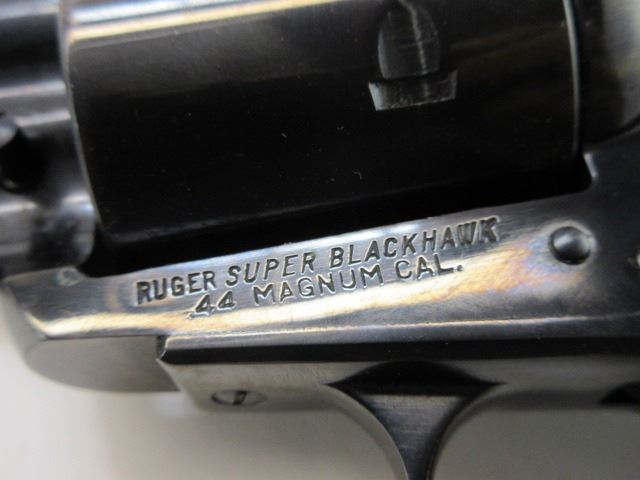 RUGER SUPER BLACKHAWK
.44 MAGNUM CAL.